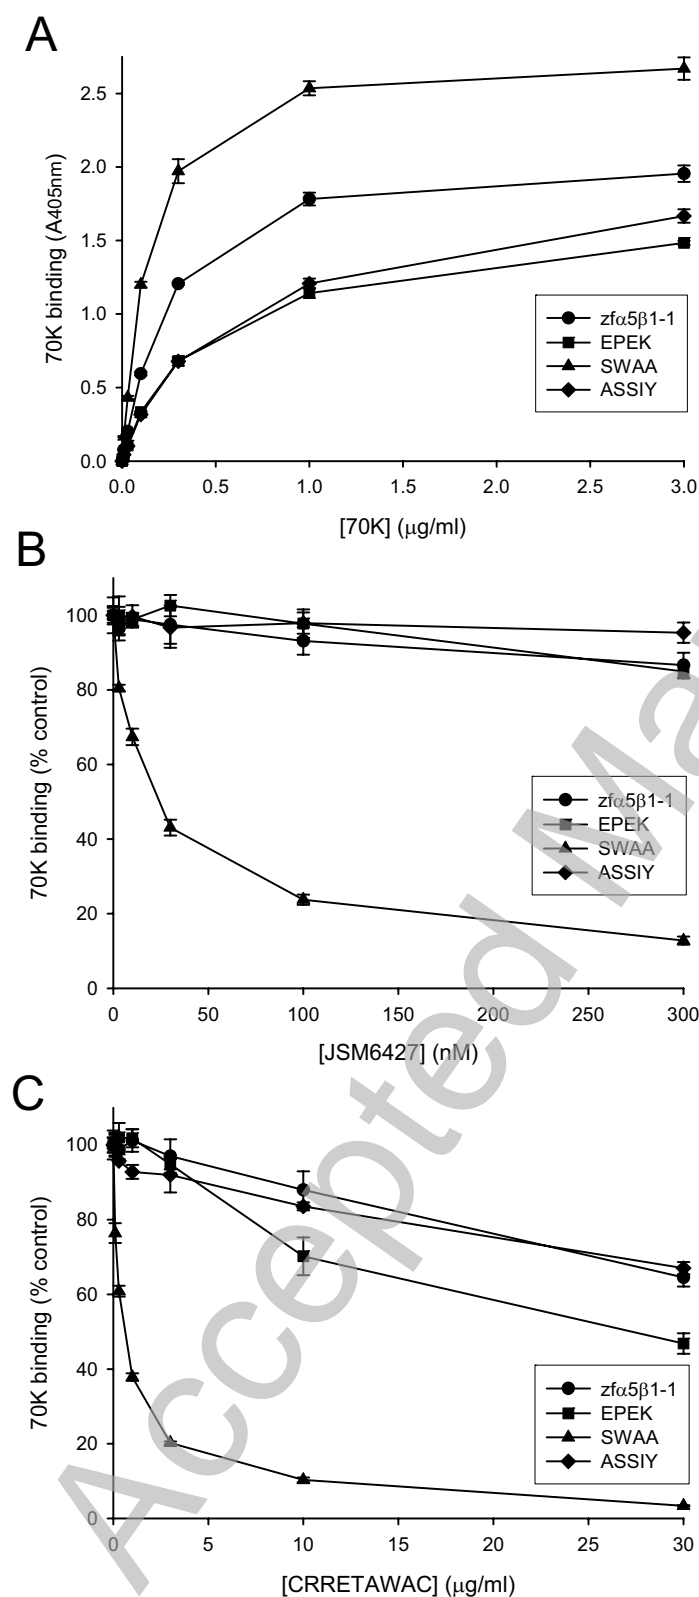 A
70K binding (A405nm)
2.5
2.0
1.5
1.0
0.5
0.0
zfα5β1-1
EPEK
SWAA
ASSIY
0.0 0.5 1.0 1.5 2.0 2.5 3.0
[70K] (μg/ml)
B
70K binding (% control)
100
80
60
40
20
0
zfα5β1-1
EPEK
SWAA
ASSIY
0 50 100 150 200 250 300
[JSM6427] (nM)
C
70K binding (% control)
100
80
60
40
20
0
zfα5β1-1
EPEK
SWAA
ASSIY
0 5 10 15 20 25 30
[CRRETAWAC] (μg/ml)
Accepted Ma